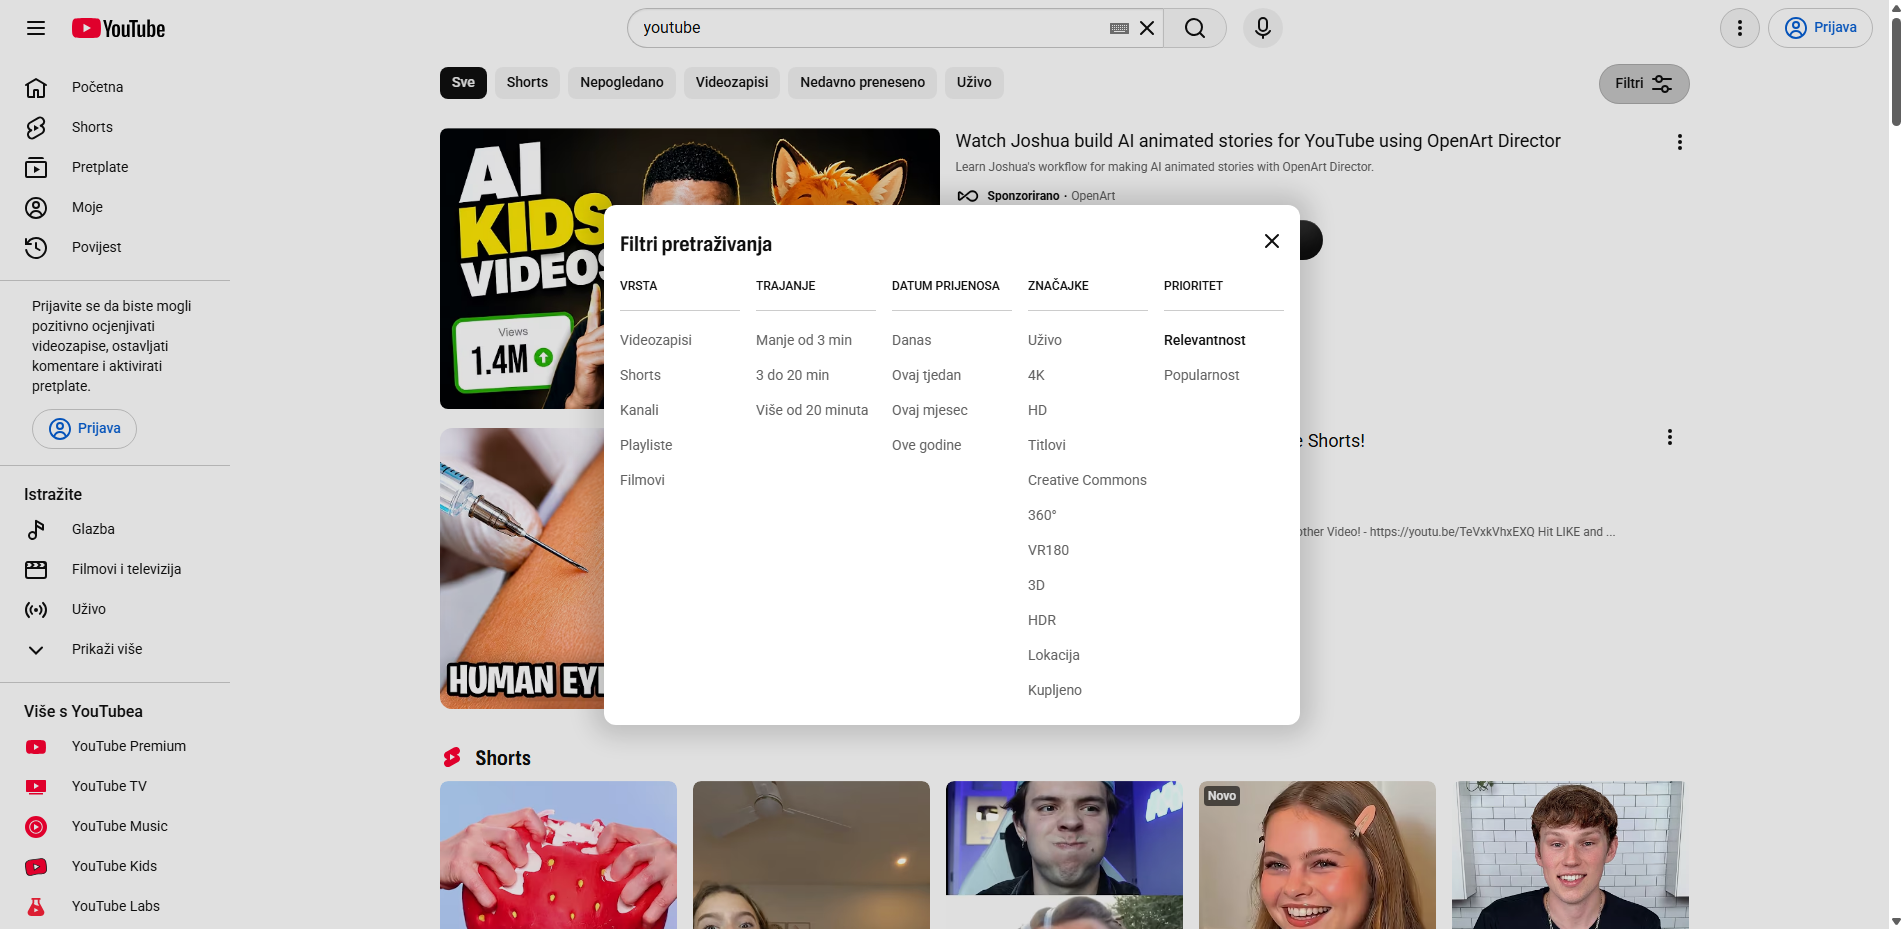 YouTube
youtube
Prijava
Početna
Shorts
Pretplate
Moje
Povijest
Prijavite se da biste mogli
pozitivno ocjenjivati
videozapise, ostavljati
komentare i aktivirati
pretplate.
Prijava
Istražite
Glazba
Filmovi i televizija
Uživo
Prikaži više
Više s YouTubea
YouTube Premium
YouTube TV
YouTube Music
YouTube Kids
YouTube Labs
Sve
Shorts
Nepogledano
Videozapisi
Nedavno preneseno
Uživo
Filtri
AI
KIDS
VIDEOS
Views
1.4M
Watch Joshua build AI animated stories for YouTube using OpenArt Director
Learn Joshua's workflow for making AI animated stories with OpenArt Director.
Sponzorirano · OpenArt
Filtri pretraživanja
VRSTA
Videozapisi
Shorts
Kanali
Playliste
Filmovi
TRAJANJE
Manje od 3 min
3 do 20 min
Više od 20 minuta
DATUM PRIJENOSA
Danas
Ovaj tjedan
Ovaj mjesec
Ove godine
ZNAČAJKE
Uživo
4K
HD
Titlovi
Creative Commons
360°
VR180
3D
HDR
Lokacija
Kupljeno
PRIORITET
Relevantnost
Popularnost
HUMAN
Shorts!
other Video! - https://youtu.be/TeVxkVhxEXQ Hit LIKE and ...
Shorts
Novo